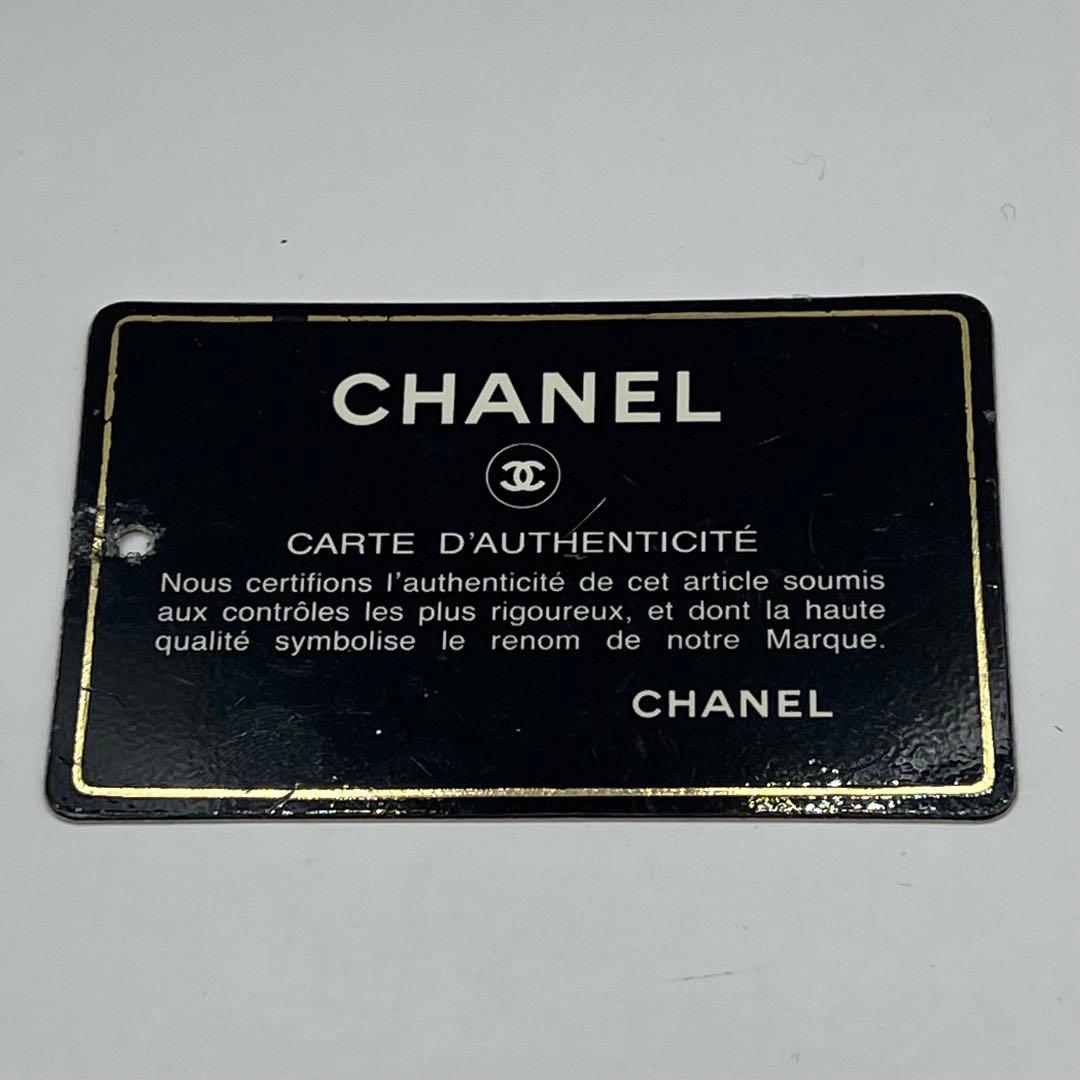 CHANEL
CARTE D'AUTHENTICITÉ
Nous certifions l'authenticité de cet article soumis
aux contrôles les plus rigoureux, et dont la haute
qualité symbolise le renom de notre Marque.
CHANEL